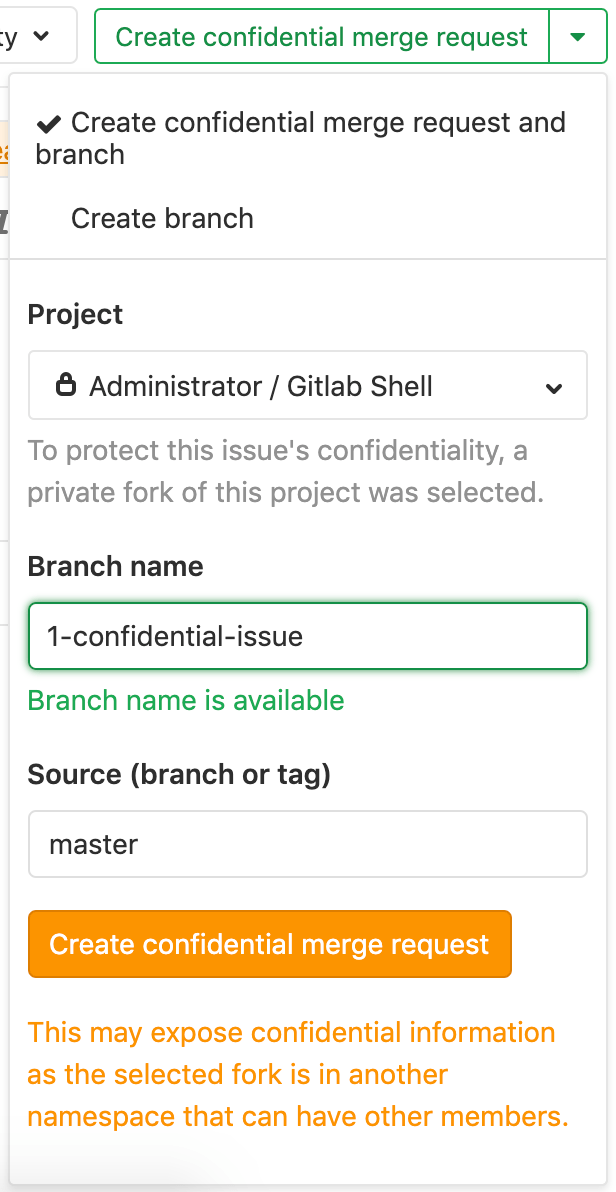 ty
Create confidential merge request
Create confidential merge request and
branch
Create branch
Project
Administrator / Gitlab Shell
To protect this issue's confidentiality, a
private fork of this project was selected.
Branch name
1-confidential-issue
Branch name is available
Source (branch or tag)
master
Create confidential merge request
This may expose confidential information
as the selected fork is in another
namespace that can have other members.